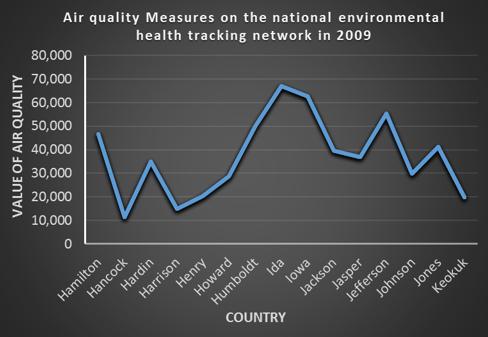 Air quality Measures on the national environmental
health tracking network in 2009
VALUE OF AIR QUALITY
80,000
70,000
60,000
50,000
40,000
30,000
20,000
10,000
0
Hamilton
Hancock
Hardin
Harrison
Henry
Howard
Humboldt
Ida
Iowa
Jackson
Jasper
Jefferson
Johnson
Jones
Keokuk
COUNTRY